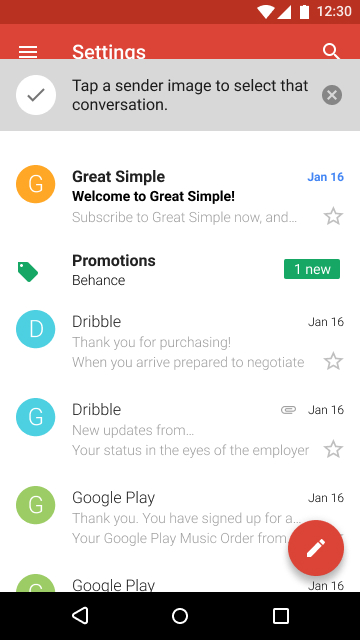 12:30
Settings
Tap a sender image to select that
conversation.
G
Great Simple
Jan 16
Welcome to Great Simple!
Subscribe to Great Simple now, and…
Promotions
1 new
Behance
D
Dribble
Jan 16
Thank you for purchasing!
When you arrive prepared to negotiate
G
Dribble
Jan 16
New updates from…
Your status in the eyes of the employer
G
Google Play
Jan 16
Thank you. You have signed up for a…
Your Google Play Music Order from…
G
Google Play
Jan 16